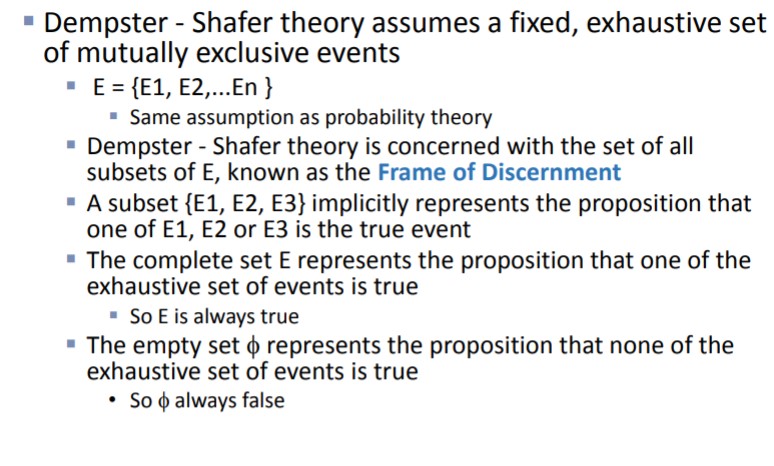 Dempster - Shafer theory assumes a fixed, exhaustive set
of mutually exclusive events
E = {E1, E2,...En }
Same assumption as probability theory
Dempster - Shafer theory is concerned with the set of all
subsets of E, known as the Frame of Discernment
A subset {E1, E2, E3} implicitly represents the proposition that
one of E1, E2 or E3 is the true event
The complete set E represents the proposition that one of the
exhaustive set of events is true
So E is always true
The empty set ϕ represents the proposition that none of the
exhaustive set of events is true
So ϕ always false